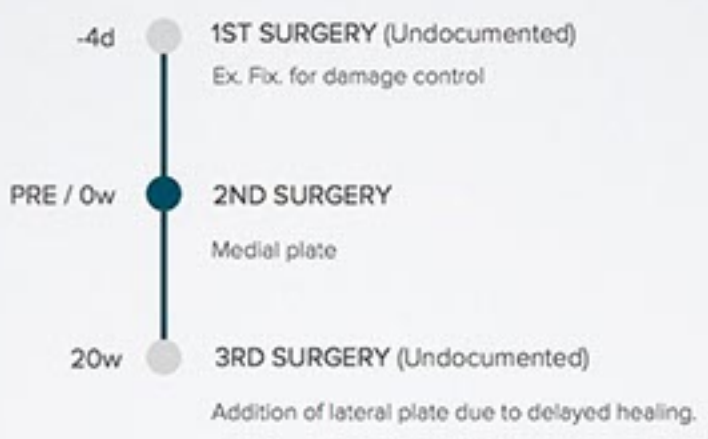 -4d 1ST SURGERY (Undocumented)
Ex. Fix. for damage control
PRE / 0w 2ND SURGERY
Medial plate
20w 3RD SURGERY (Undocumented)
Addition of lateral plate due to delayed healing.